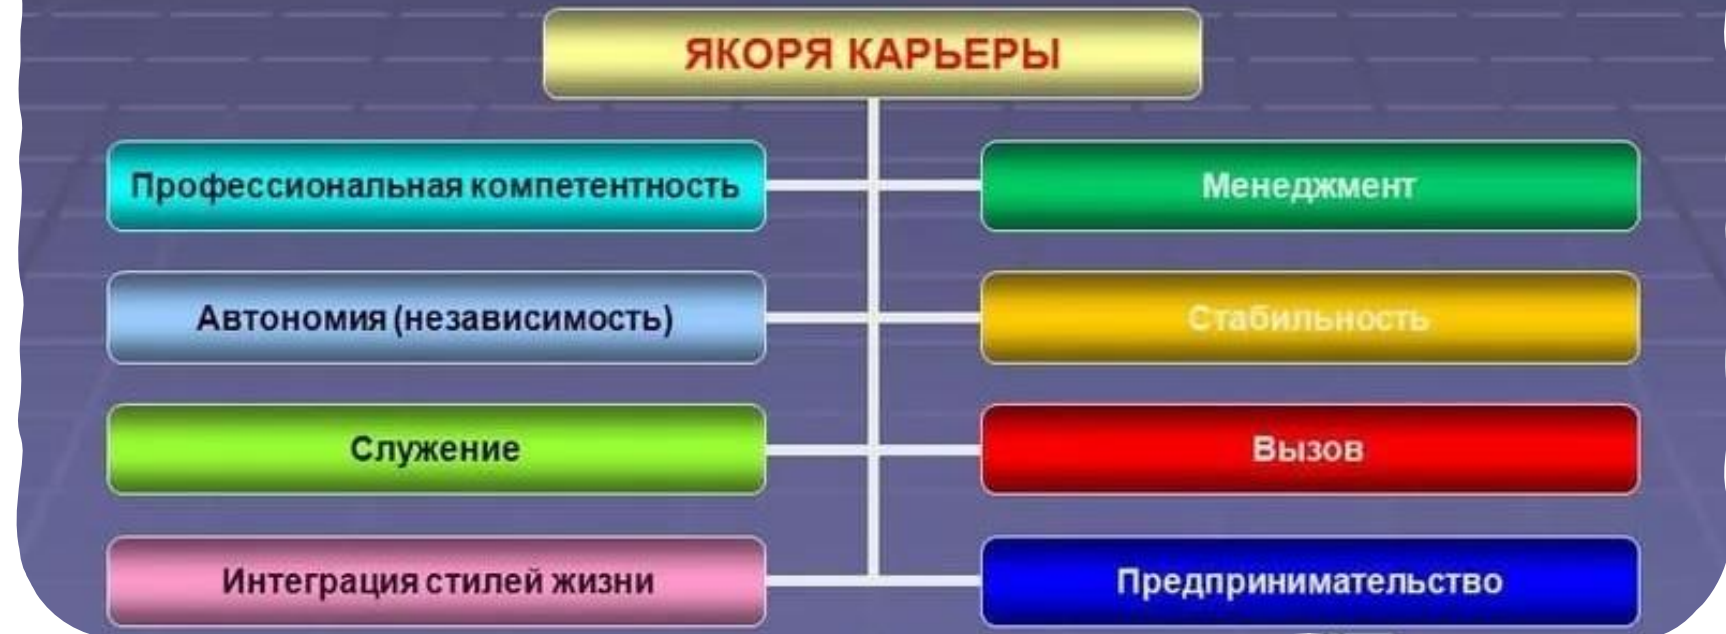 ЯКОРЯ КАРЬЕРЫ
Профессиональная компетентность
Менеджмент
Автономия (независимость)
Стабильность
Служение
Вызов
Интеграция стилей жизни
Предпринимательство